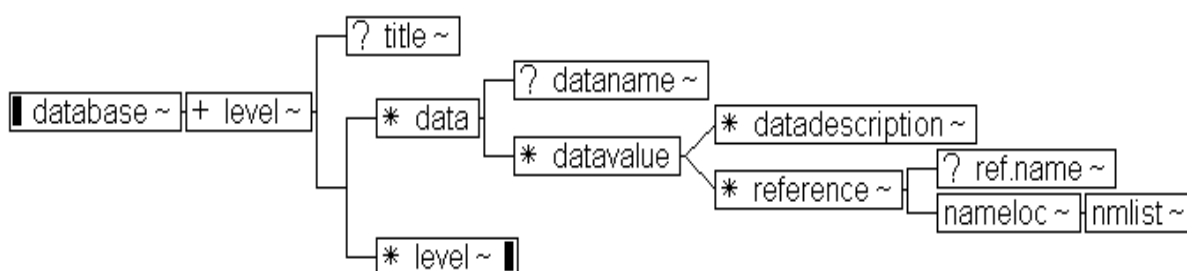 ? title ~
? dataname ~
▌database ~ + level ~ * data
* datadescription ~
* datavalue
? ref.name ~
* reference ~
nameloc ~ nmlist ~
* level ~ ▌